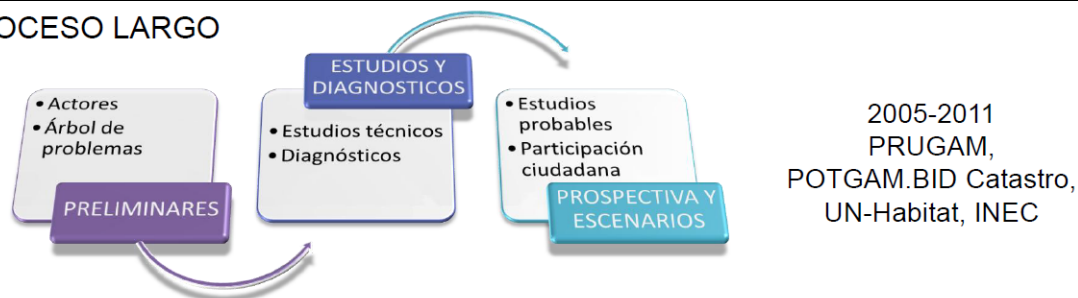 OCESO LARGO
• Actores
• Árbol de
problemas
PRELIMINARES
ESTUDIOS Y
DIAGNOSTICOS
• Estudios técnicos
• Diagnósticos
• Estudios
probables
• Participación
ciudadana
PROSPECTIVA Y
ESCENARIOS
2005-2011
PRUGAM,
POTGAM.BID Catastro,
UN-Habitat, INEC